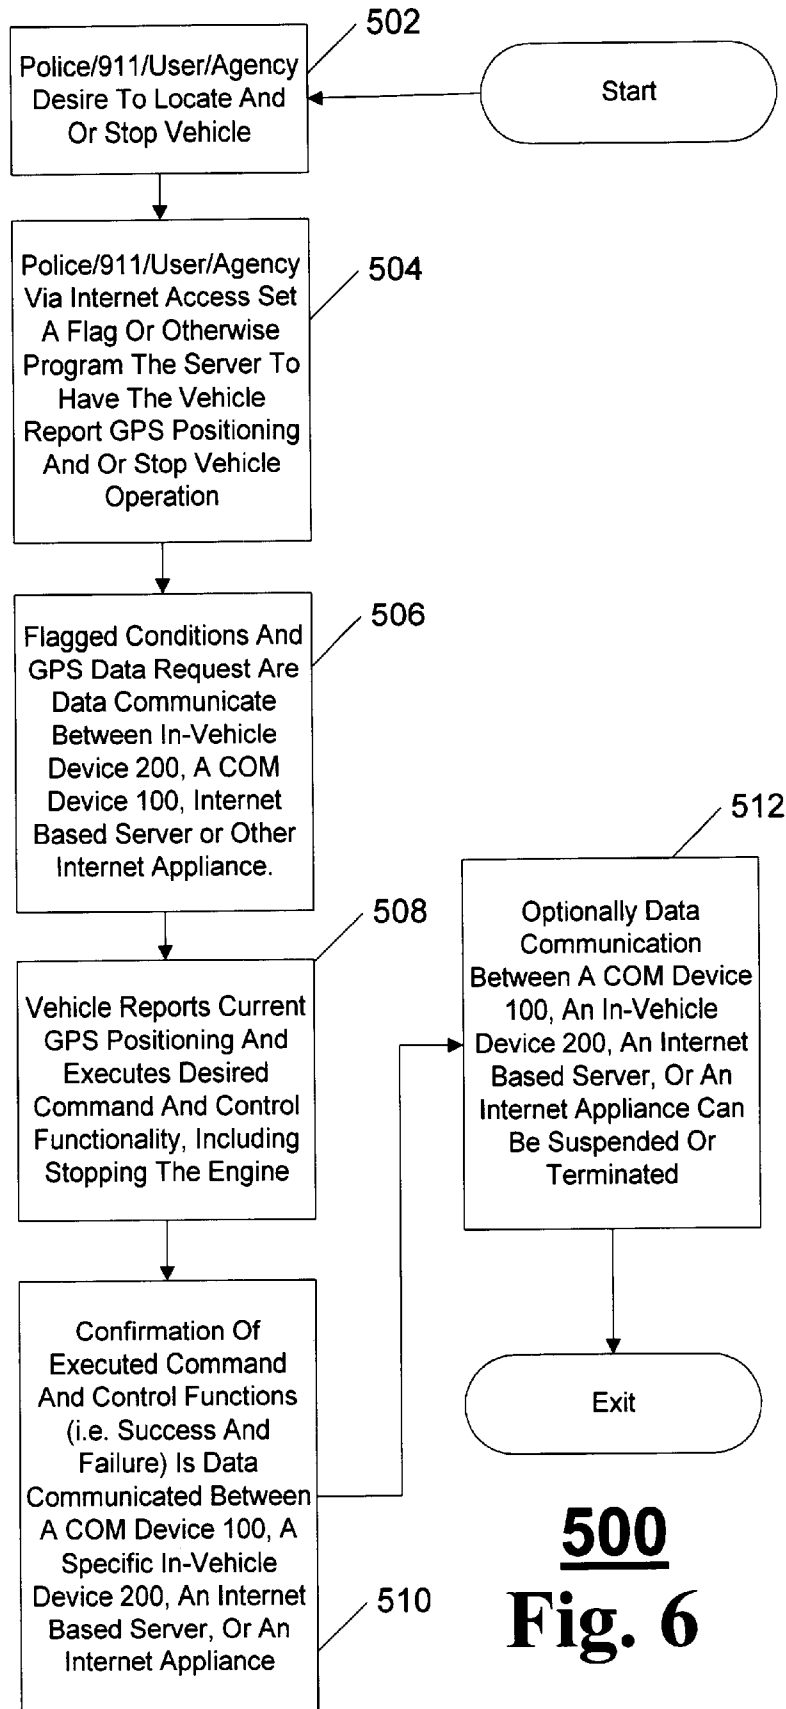 Start
502
Police/911/User/Agency
Desire To Locate And
Or Stop Vehicle
504
Police/911/User/Agency
Via Internet Access Set
A Flag Or Otherwise
Program The Server To
Have The Vehicle
Report GPS Positioning
And Or Stop Vehicle
Operation
506
Flagged Conditions And
GPS Data Request Are
Data Communicate
Between In-Vehicle
Device 200, A COM
Device 100, Internet
Based Server or Other
Internet Appliance.
508
Vehicle Reports Current
GPS Positioning And
Executes Desired
Command And Control
Functionality, Including
Stopping The Engine
510
Confirmation Of
Executed Command
And Control Functions
(i.e. Success And
Failure) Is Data
Communicated Between
A COM Device 100, A
Specific In-Vehicle
Device 200, An Internet
Based Server, Or An
Internet Appliance
512
Optionally Data
Communication
Between A COM Device
100, An In-Vehicle
Device 200, An Internet
Based Server, Or An
Internet Appliance Can
Be Suspended Or
Terminated
Exit
500
Fig. 6